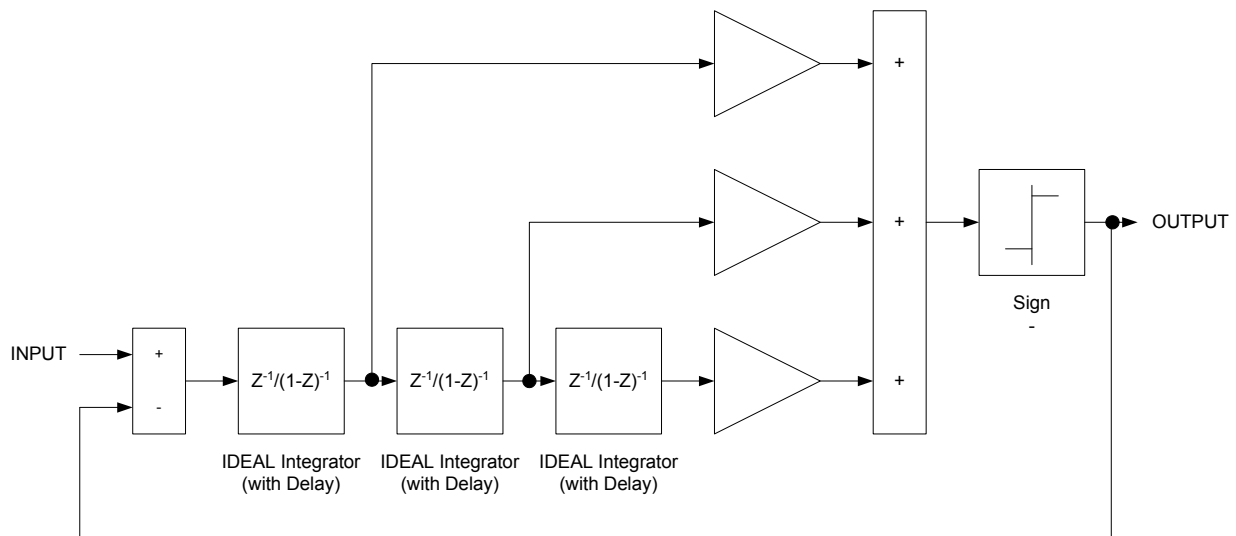 +
+
+
OUTPUT
Sign
-
INPUT
+
-
Z-1/(1-Z)-1
Z-1/(1-Z)-1
Z-1/(1-Z)-1
IDEAL Integrator
(with Delay)
IDEAL Integrator
(with Delay)
IDEAL Integrator
(with Delay)